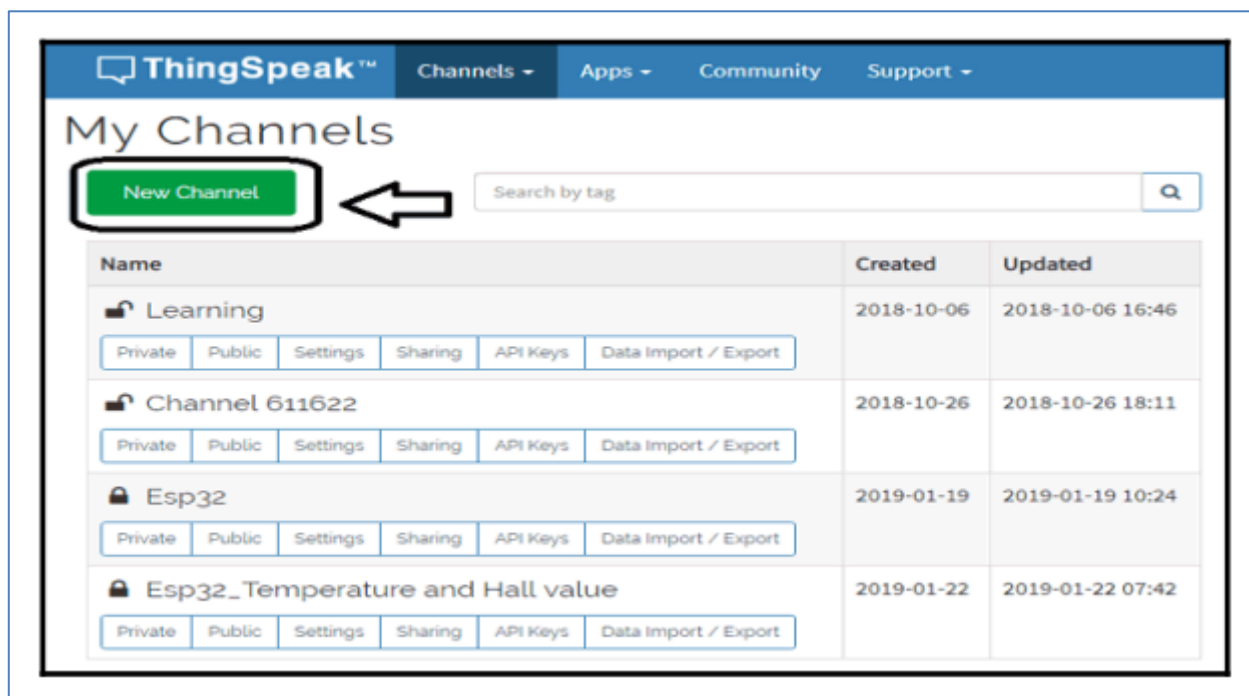 ThingSpeak™ Channels Apps Community Support
My Channels
New Channel Search by tag
Name Created Updated
Learning 2018-10-06 2018-10-06 16:46
Private Public Settings Sharing API Keys Data Import / Export
Channel 611622 2018-10-26 2018-10-26 18:11
Private Public Settings Sharing API Keys Data Import / Export
Esp32 2019-01-19 2019-01-19 10:24
Private Public Settings Sharing API Keys Data Import / Export
Esp32_Temperature and Hall value 2019-01-22 2019-01-22 07:42
Private Public Settings Sharing API Keys Data Import / Export